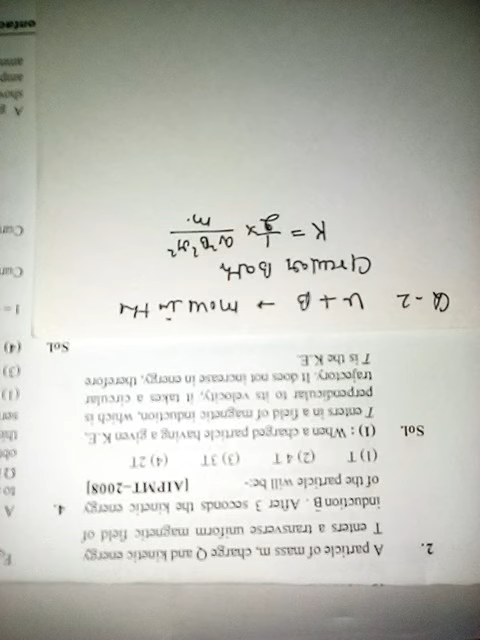 2. A particle of mass m, charge Q and kinetic energy
T enters a transverse uniform magnetic field of
induction B⃗. After 3 seconds the kinetic energy
of the particle will be:- [AIPMT-2008]
(1) T (2) 4 T (3) 3T (4) 2T
Sol. (1) : When a charged particle having a given K.E.
T enters in a field of magnetic induction, which is
perpendicular to its velocity, it takes a circular
trajectory. It does not increase in energy, therefore
T is the K.E.
Q-2 U + B → move in the
Circular Bath
K = 1/2 x
m.
4. A
Sol. (4)
(3)
(1)